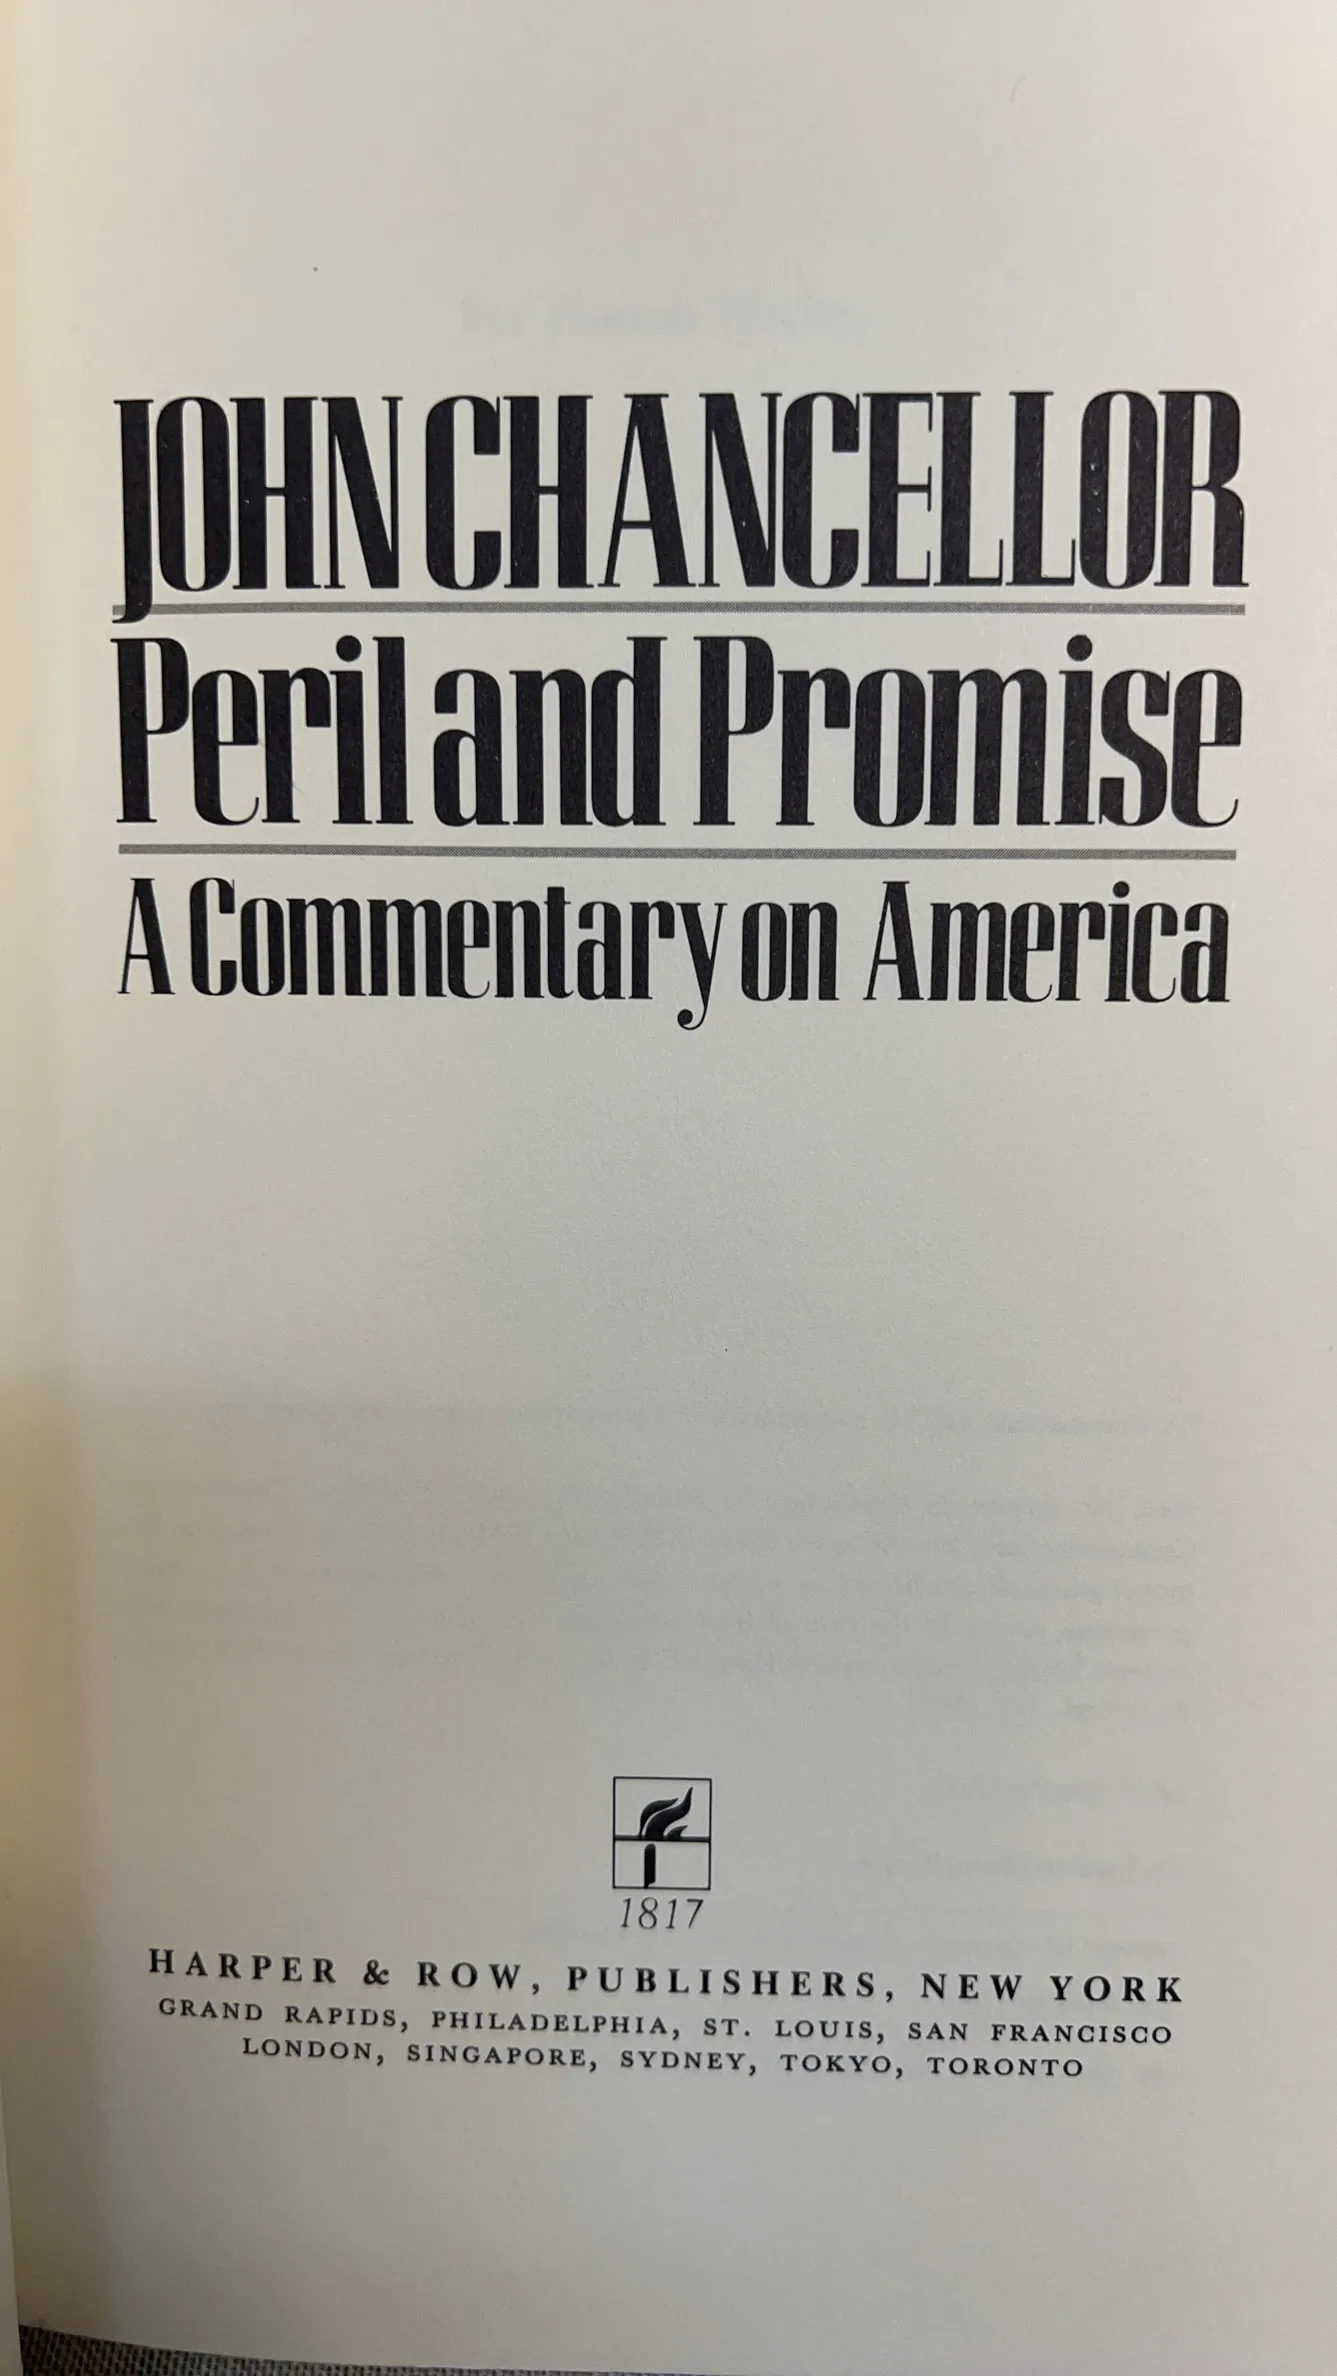 JOHN CHANCELLOR
Peril and Promise
A Commentary on America
1817
HARPER & ROW, PUBLISHERS, NEW YORK
GRAND RAPIDS, PHILADELPHIA, ST. LOUIS, SAN FRANCISCO
LONDON, SINGAPORE, SYDNEY, TOKYO, TORONTO